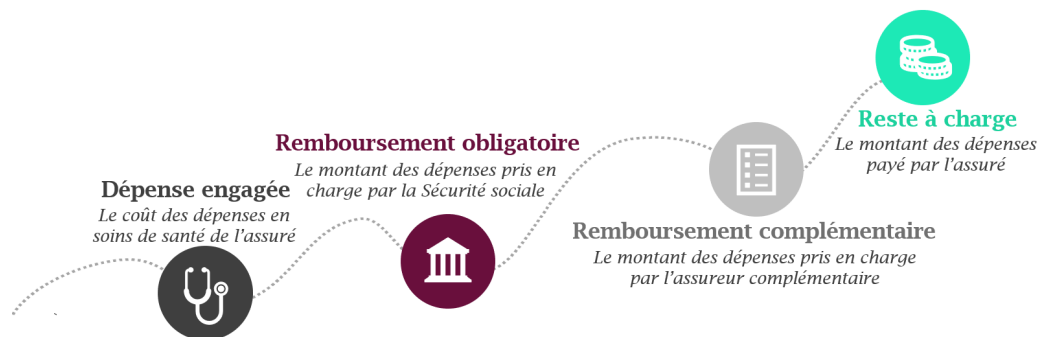 Dépense engagée
Le coût des dépenses en
soins de santé de l'assuré
Remboursement obligatoire
Le montant des dépenses pris en
charge par la Sécurité sociale
Remboursement complémentaire
Le montant des dépenses pris en charge
par l'assureur complémentaire
Reste à charge
Le montant des dépenses
payé par l'assuré